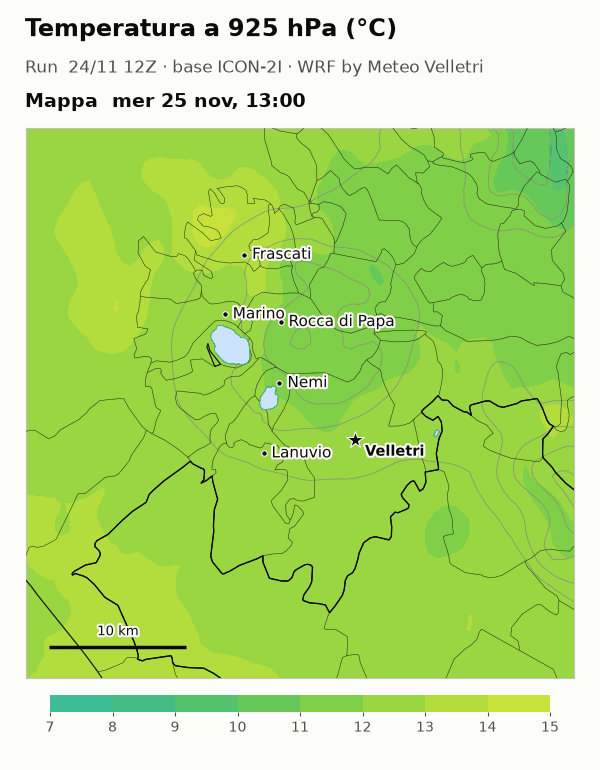 Temperatura a 925 hPa (°C)
Run  24/11 12Z · base ICON-2I · WRF by Meteo Velletri
Mappa  mer 25 nov, 13:00
Frascati
Marino
Rocca di Papa
Nemi
Velletri
Lanuvio
10 km
7 8 9 10 11 12 13 14 15